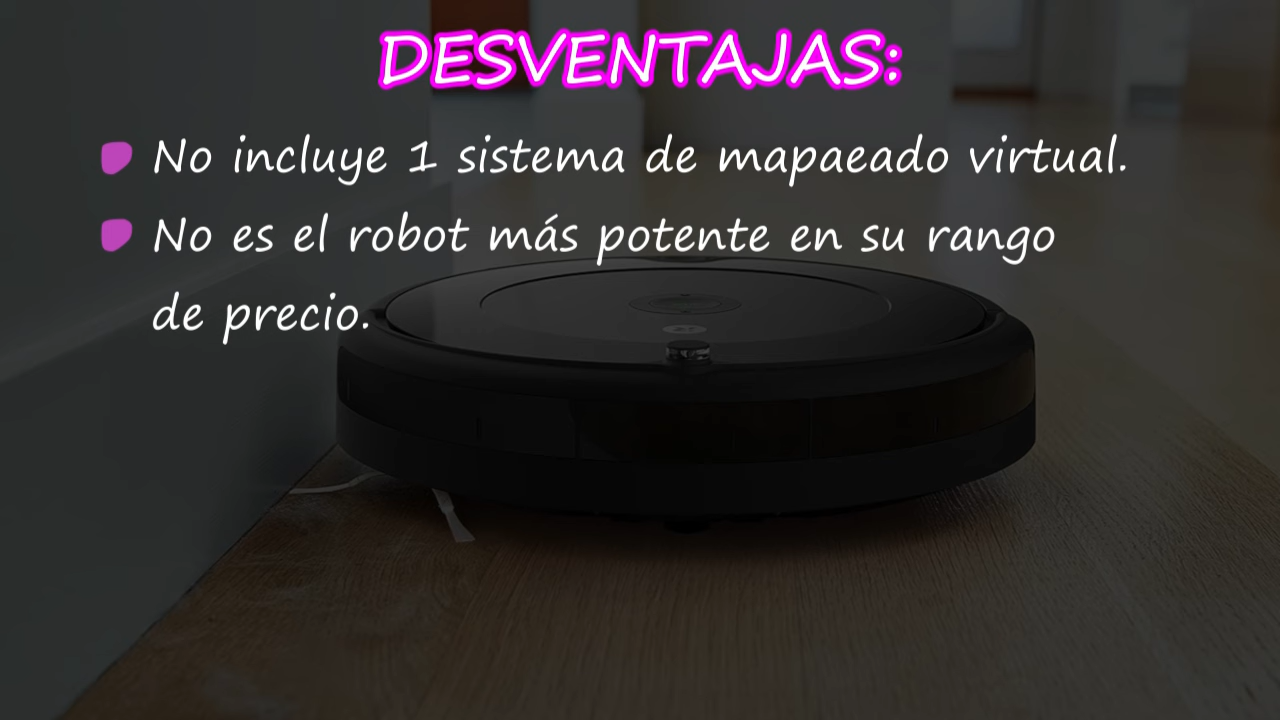 DESVENTAJAS:
No incluye 1 sistema de mapaeado virtual.
No es el robot más potente en su rango
de precio.